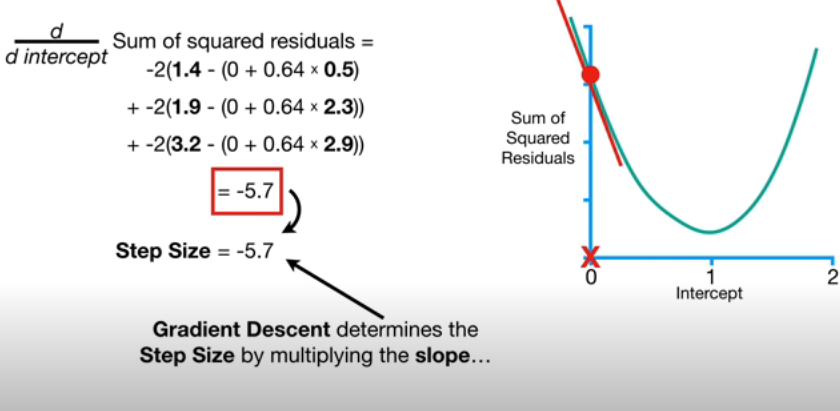 d
d intercept
Sum of squared residuals =
-2(1.4 - (0 + 0.64 × 0.5)
+ -2(1.9 - (0 + 0.64 × 2.3))
+ -2(3.2 - (0 + 0.64 × 2.9))
= -5.7
Step Size = -5.7
Gradient Descent determines the
Step Size by multiplying the slope...
Sum of
Squared
Residuals
X
0 1 2
Intercept